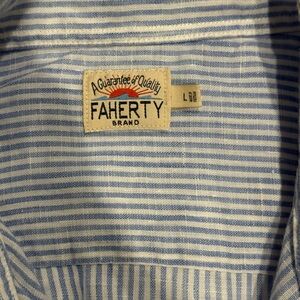 A Guarantee of Quality
FAHERTY
BRAND
L